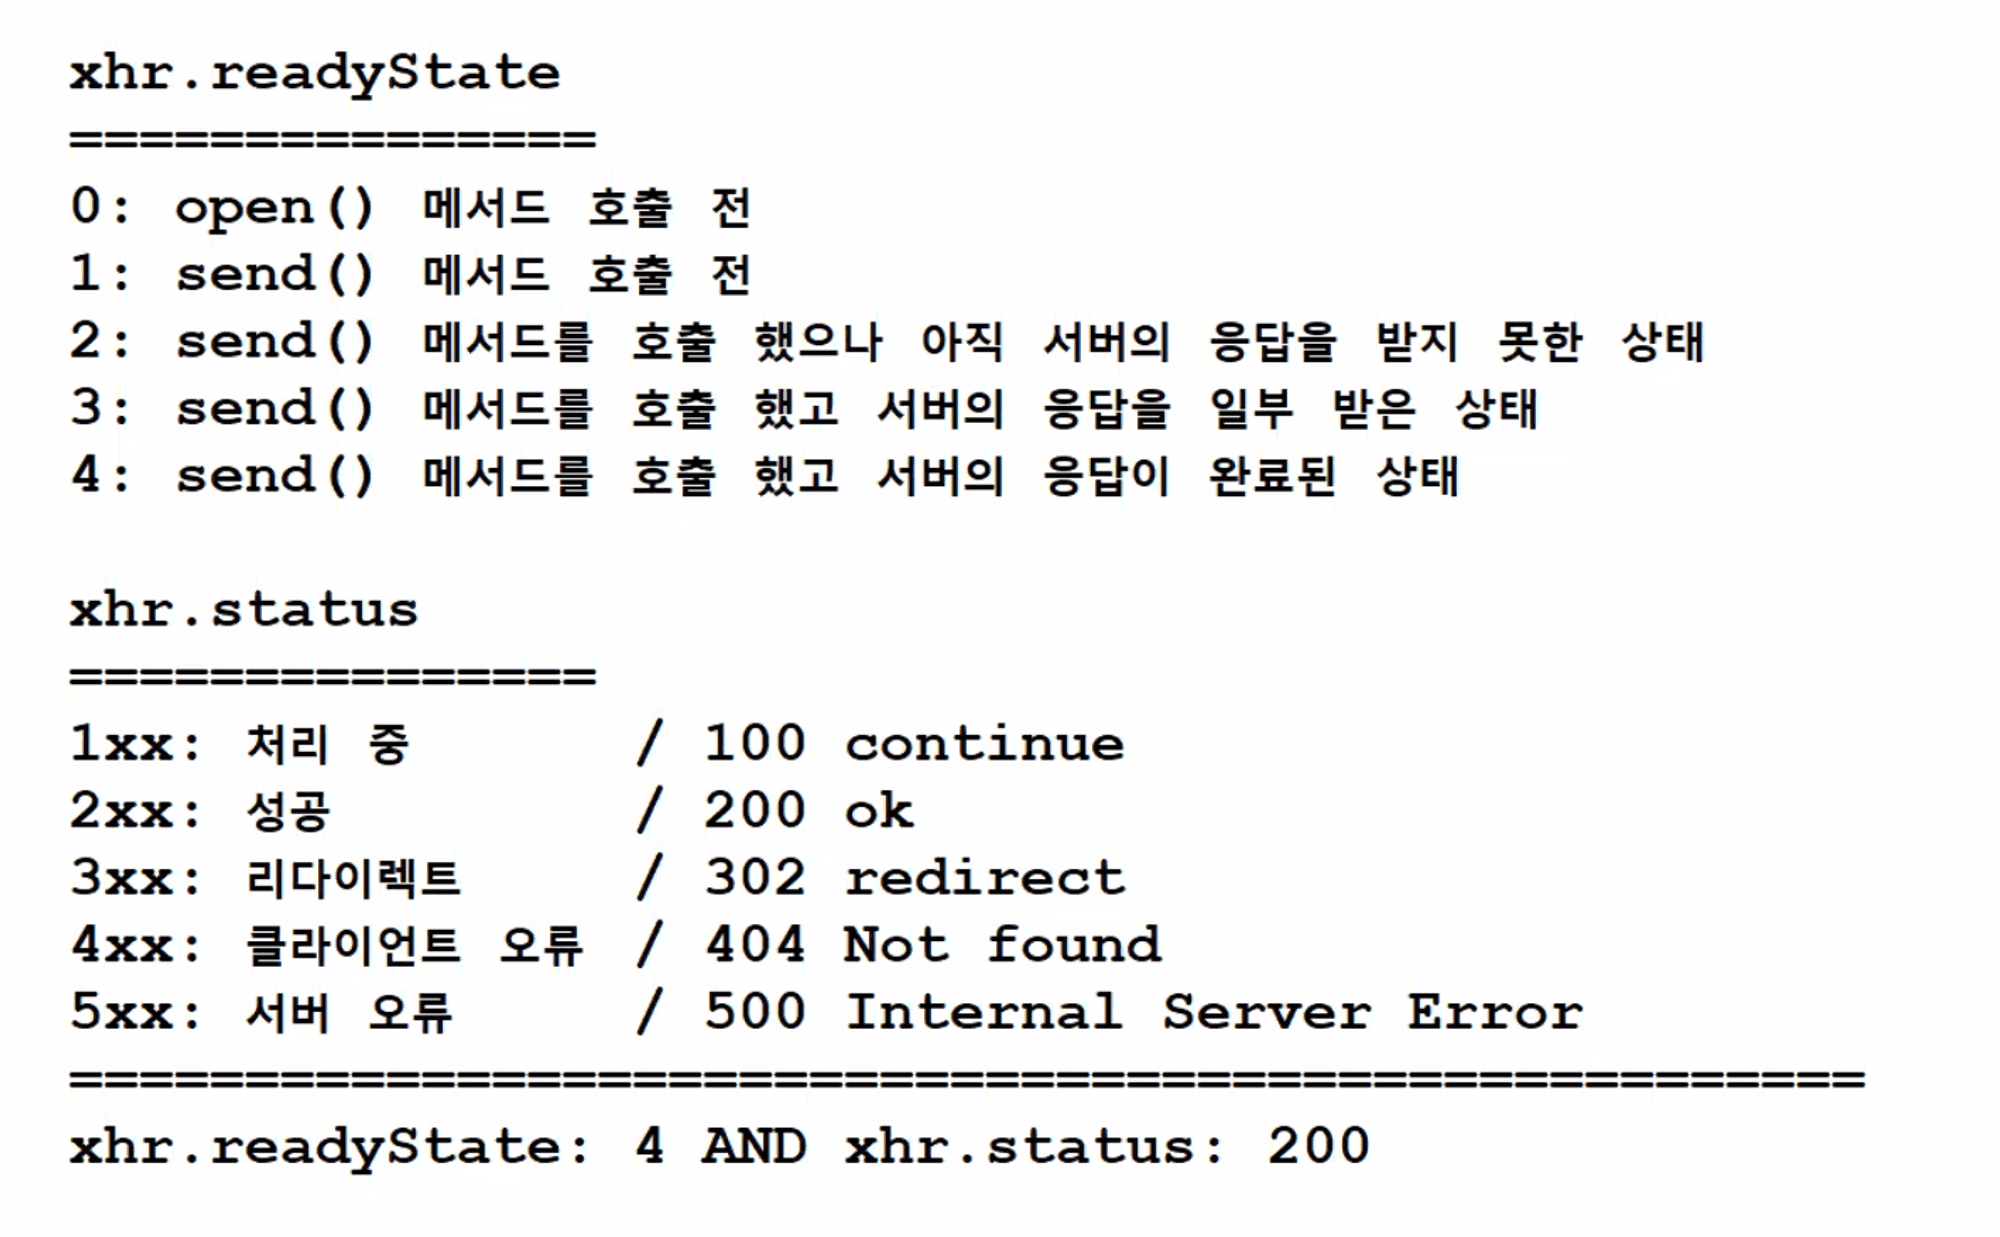 xhr.readyState
===============
0: open() 메서드 호출 전
1: send() 메서드 호출 전
2: send() 메서드를 호출 했으나 아직 서버의 응답을 받지 못한 상태
3: send() 메서드를 호출 했고 서버의 응답을 일부 받은 상태
4: send() 메서드를 호출 했고 서버의 응답이 완료된 상태
xhr.status
===============
1xx: 처리 중 / 100 continue
2xx: 성공 / 200 ok
3xx: 리다이렉트 / 302 redirect
4xx: 클라이언트 오류 / 404 Not found
5xx: 서버 오류 / 500 Internal Server Error
===================================================
xhr.readyState: 4 AND xhr.status: 200